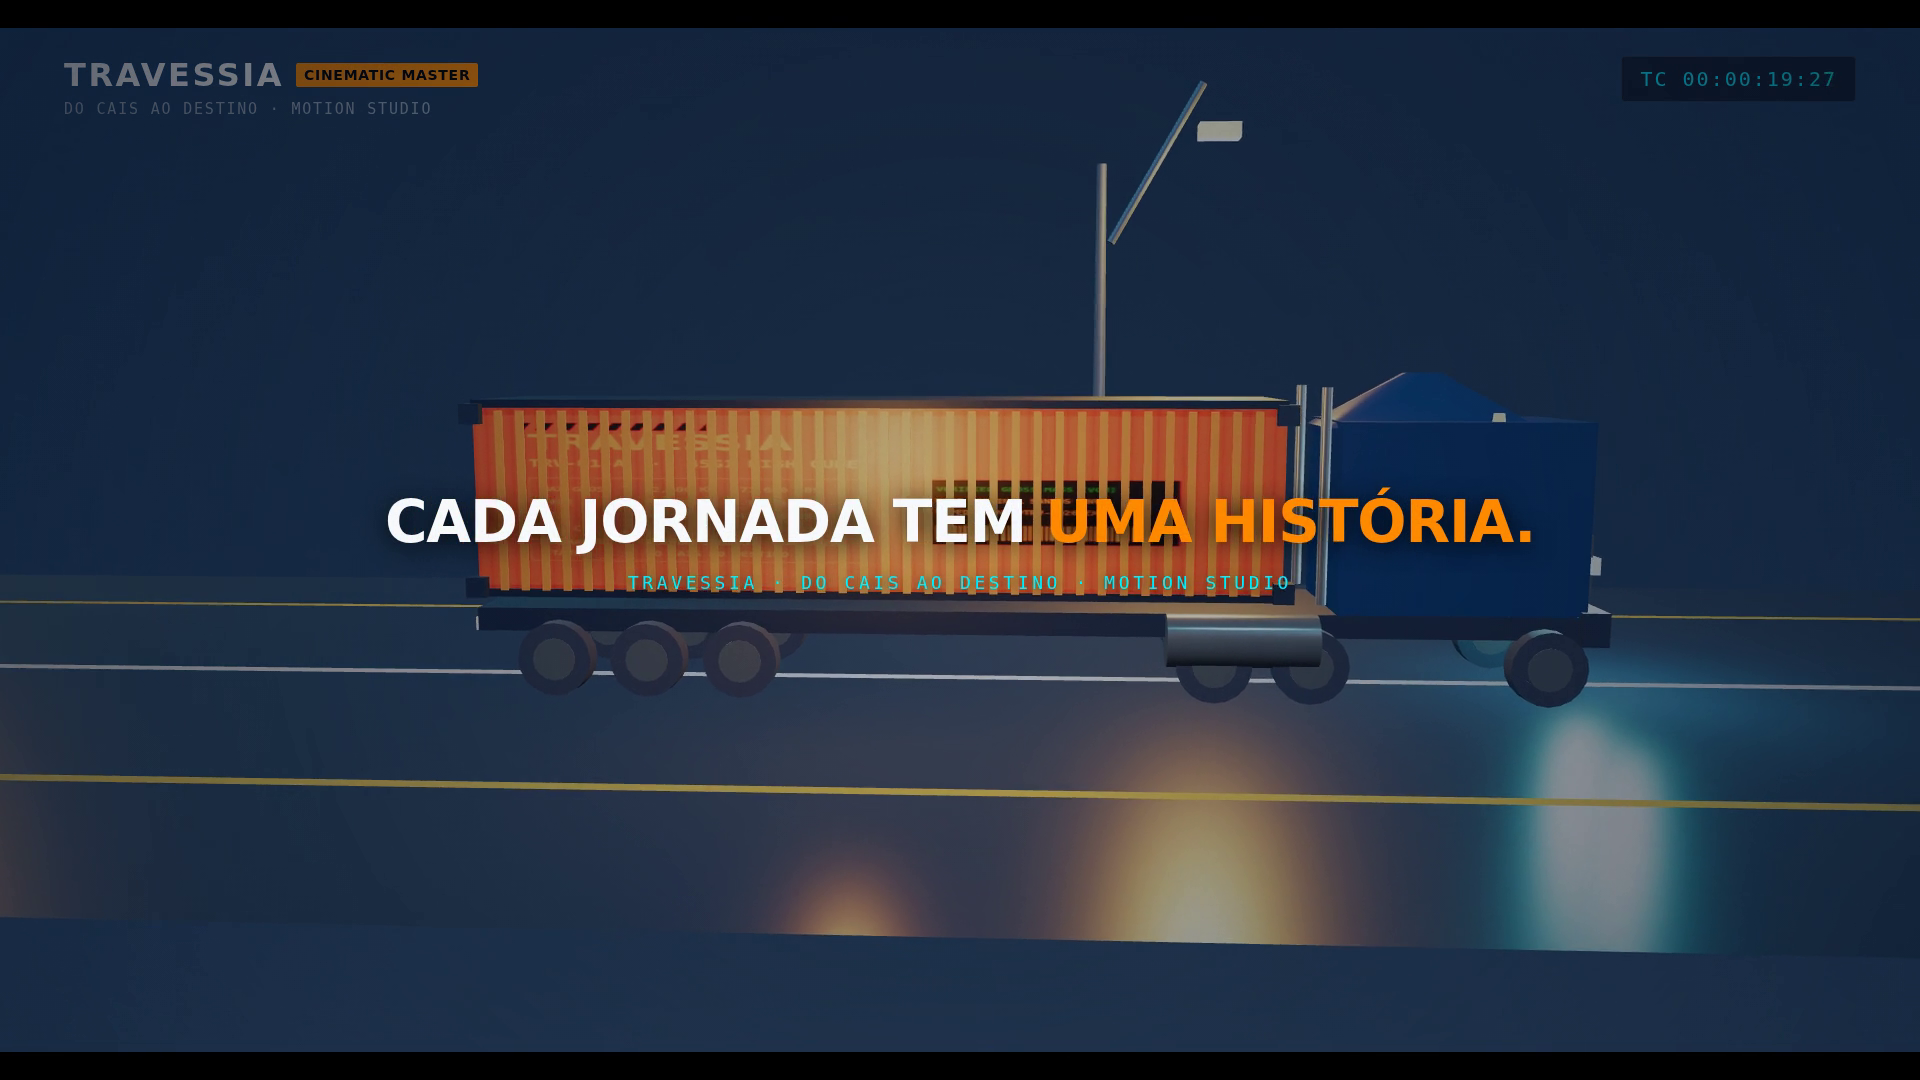 TRAVESSIA CINEMATIC MASTER
DO CAIS AO DESTINO · MOTION STUDIO
TC 00:00:19:27
TRAVESSIA
CADA JORNADA TEM UMA HISTÓRIA.
TRAVESSIA · DO CAIS AO DESTINO · MOTION STUDIO